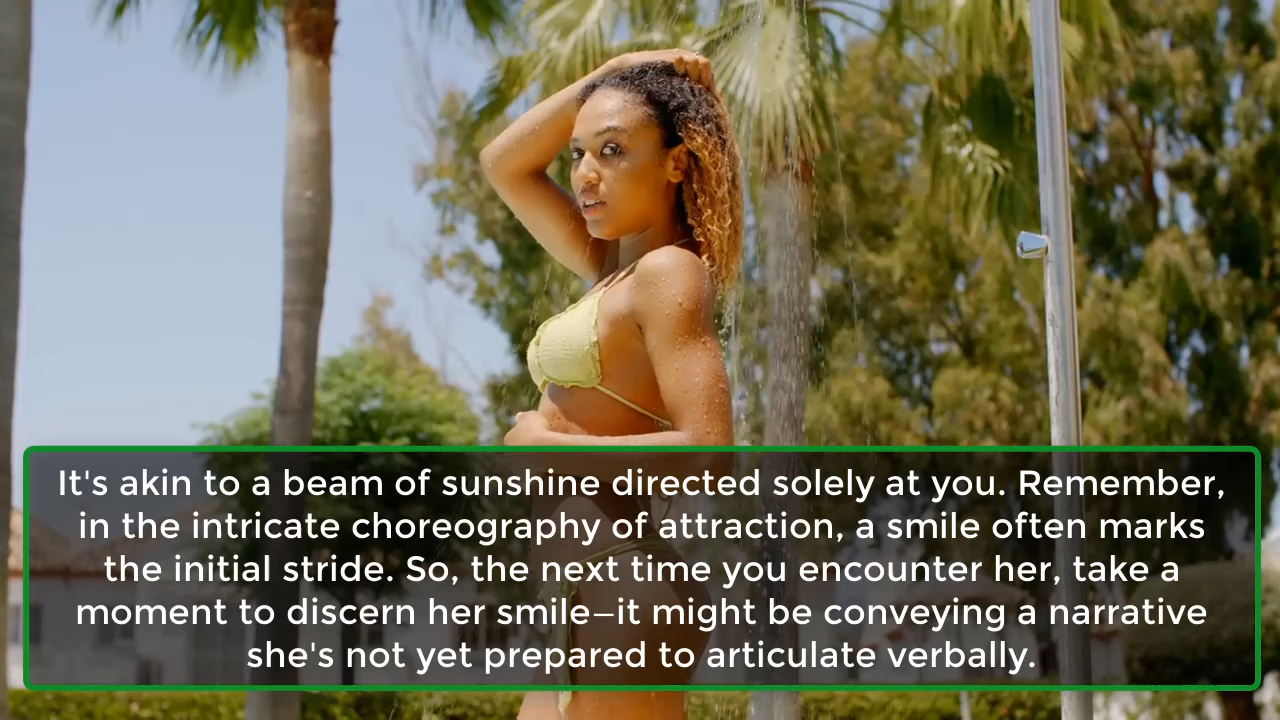 It's akin to a beam of sunshine directed solely at you. Remember,
in the intricate choreography of attraction, a smile often marks
the initial stride. So, the next time you encounter her, take a
moment to discern her smile—it might be conveying a narrative
she's not yet prepared to articulate verbally.